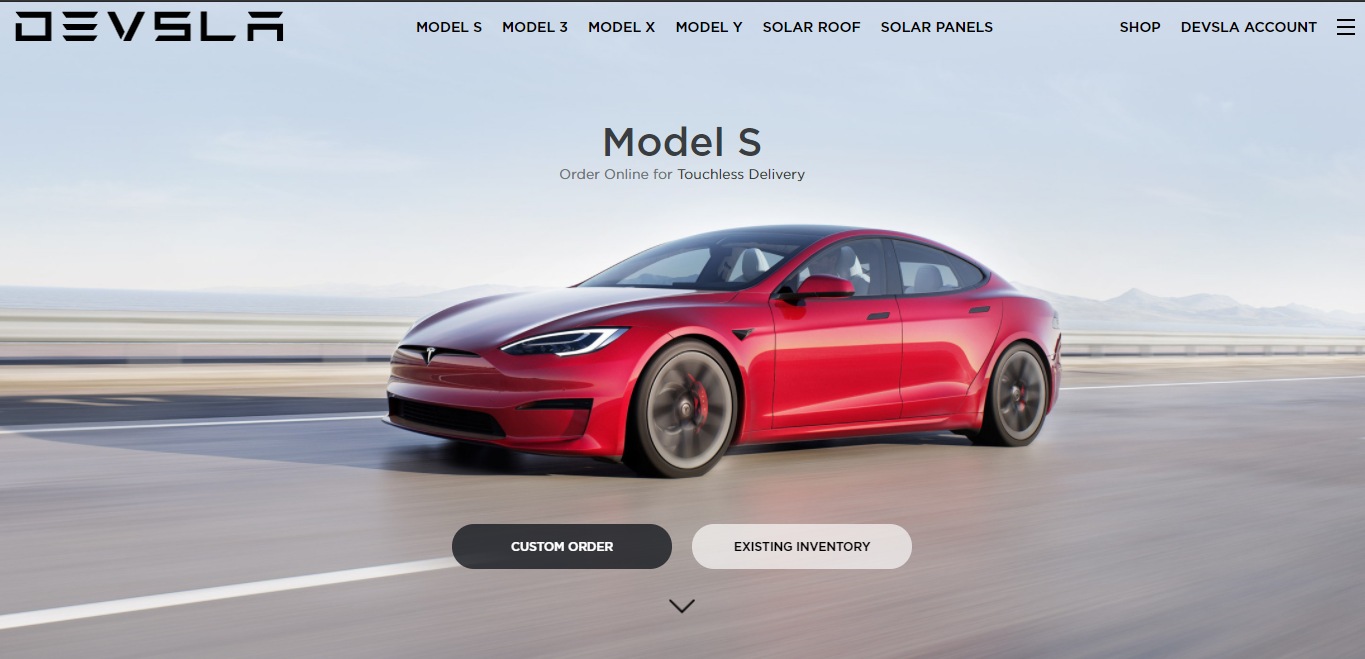 DEVSLA
MODEL S MODEL 3 MODEL X MODEL Y SOLAR ROOF SOLAR PANELS
SHOP DEVSLA ACCOUNT
Model S
Order Online for Touchless Delivery
CUSTOM ORDER
EXISTING INVENTORY